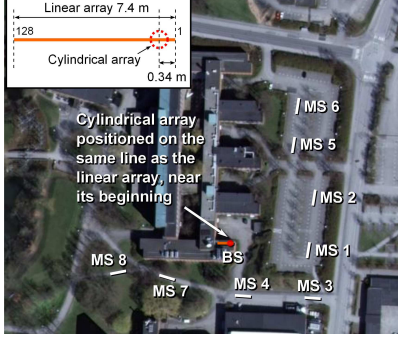 Linear array 7.4 m
128
1
Cylindrical array
0.34 m
Cylindrical array
positioned on the
same line as the
linear array, near
its beginning
MS 6
MS 5
MS 2
MS 1
BS
MS 8
MS 7
MS 4
MS 3